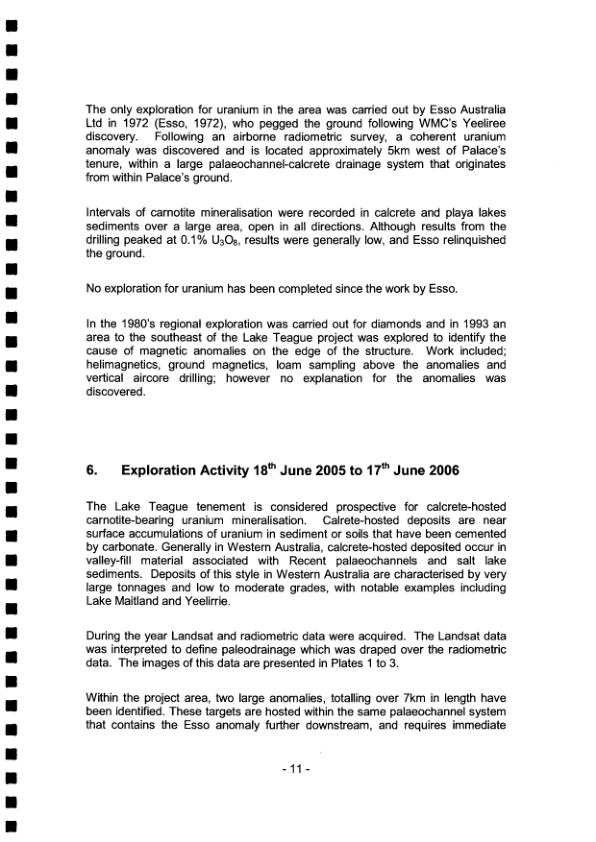 The only exploration for uranium in the area was carried out by Esso Australia
Ltd in 1972 (Esso, 1972), who pegged the ground following WMC's Yeeliree
discovery. Following an airborne radiometric survey, a coherent uranium
anomaly was discovered and is located approximately 5km west of Palace's
tenure, within a large palaeochannel-calcrete drainage system that originates
from within Palace's ground.
Intervals of carnotite mineralisation were recorded in calcrete and playa lakes
sediments over a large area, open in all directions. Although results from the
drilling peaked at 0.1% U₃O₈, results were generally low, and Esso relinquished
the ground.
No exploration for uranium has been completed since the work by Esso.
In the 1980's regional exploration was carried out for diamonds and in 1993 an
area to the southeast of the Lake Teague project was explored to identify the
cause of magnetic anomalies on the edge of the structure. Work included;
helimagnetics, ground magnetics, loam sampling above the anomalies and
vertical aircore drilling; however no explanation for the anomalies was
discovered.
6. Exploration Activity 18th June 2005 to 17th June 2006
The Lake Teague tenement is considered prospective for calcrete-hosted
carnotite-bearing uranium mineralisation. Calrete-hosted deposits are near
surface accumulations of uranium in sediment or soils that have been cemented
by carbonate. Generally in Western Australia, calcrete-hosted deposited occur in
valley-fill material associated with Recent palaeochannels and salt lake
sediments. Deposits of this style in Western Australia are characterised by very
large tonnages and low to moderate grades, with notable examples including
Lake Maitland and Yeelirrie.
During the year Landsat and radiometric data were acquired. The Landsat data
was interpreted to define paleodrainage which was draped over the radiometric
data. The images of this data are presented in Plates 1 to 3.
Within the project area, two large anomalies, totalling over 7km in length have
been identified. These targets are hosted within the same palaeochannel system
that contains the Esso anomaly further downstream, and requires immediate
- 11 -